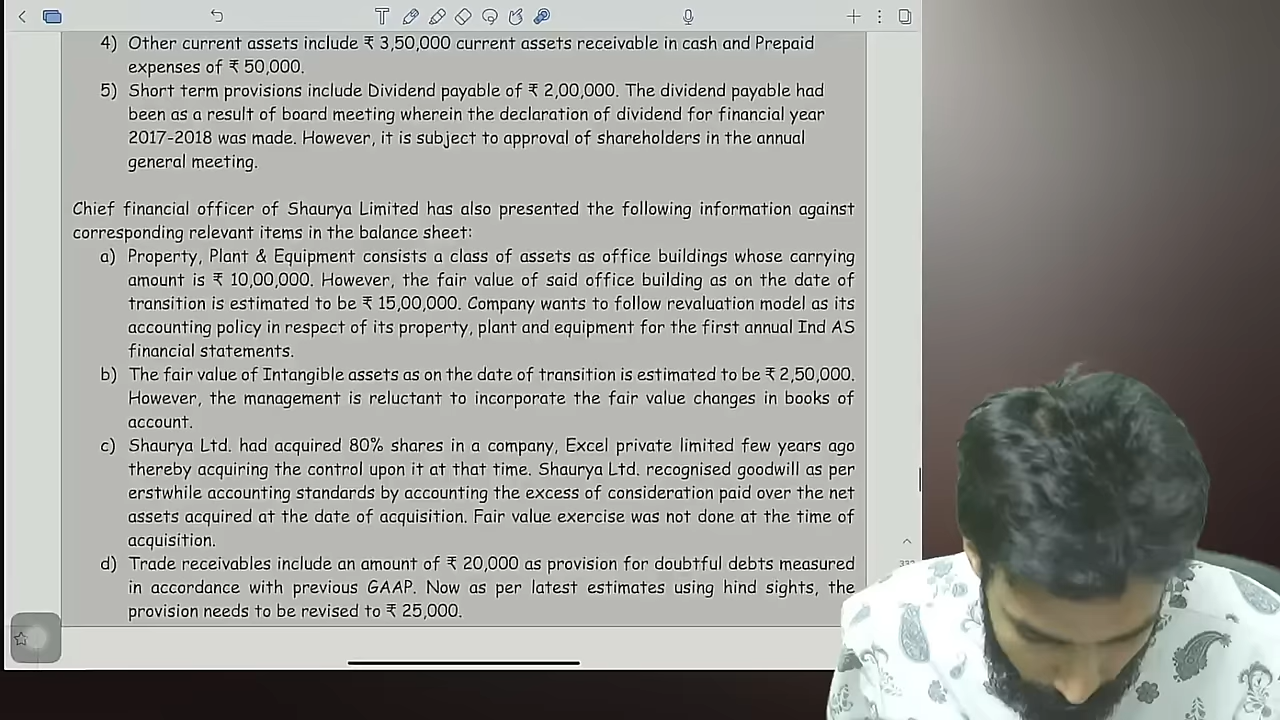 4) Other current assets include ₹ 3,50,000 current assets receivable in cash and Prepaid
expenses of ₹ 50,000.
5) Short term provisions include Dividend payable of ₹ 2,00,000. The dividend payable had
been as a result of board meeting wherein the declaration of dividend for financial year
2017-2018 was made. However, it is subject to approval of shareholders in the annual
general meeting.
Chief financial officer of Shaurya Limited has also presented the following information against
corresponding relevant items in the balance sheet:
a) Property, Plant & Equipment consists a class of assets as office buildings whose carrying
amount is ₹ 10,00,000. However, the fair value of said office building as on the date of
transition is estimated to be ₹ 15,00,000. Company wants to follow revaluation model as its
accounting policy in respect of its property, plant and equipment for the first annual Ind AS
financial statements.
b) The fair value of Intangible assets as on the date of transition is estimated to be ₹ 2,50,000.
However, the management is reluctant to incorporate the fair value changes in books of
account.
c) Shaurya Ltd. had acquired 80% shares in a company, Excel private limited few years ago
thereby acquiring the control upon it at that time. Shaurya Ltd. recognised goodwill as per
erstwhile accounting standards by accounting the excess of consideration paid over the net
assets acquired at the date of acquisition. Fair value exercise was not done at the time of
acquisition.
d) Trade receivables include an amount of ₹ 20,000 as provision for doubtful debts measured
in accordance with previous GAAP. Now as per latest estimates using hind sights, the
provision needs to be revised to ₹ 25,000.